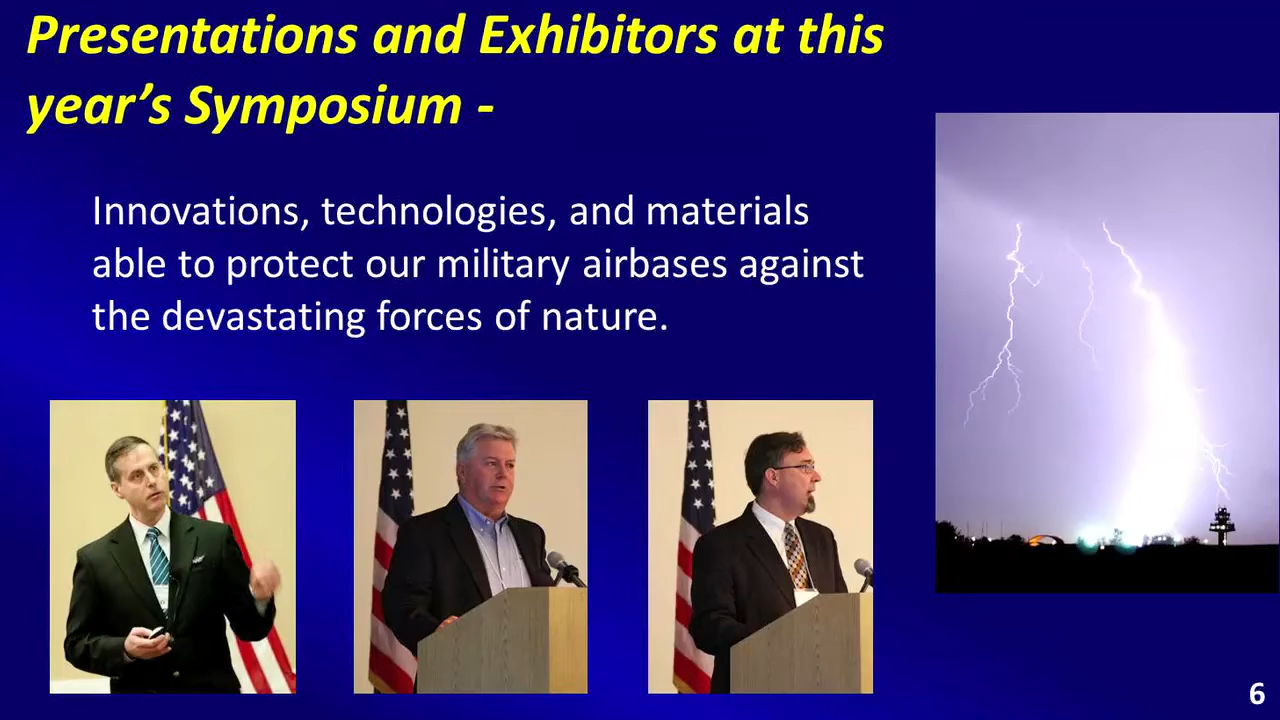 Presentations and Exhibitors at this
year’s Symposium -
Innovations, technologies, and materials
able to protect our military airbases against
the devastating forces of nature.
6